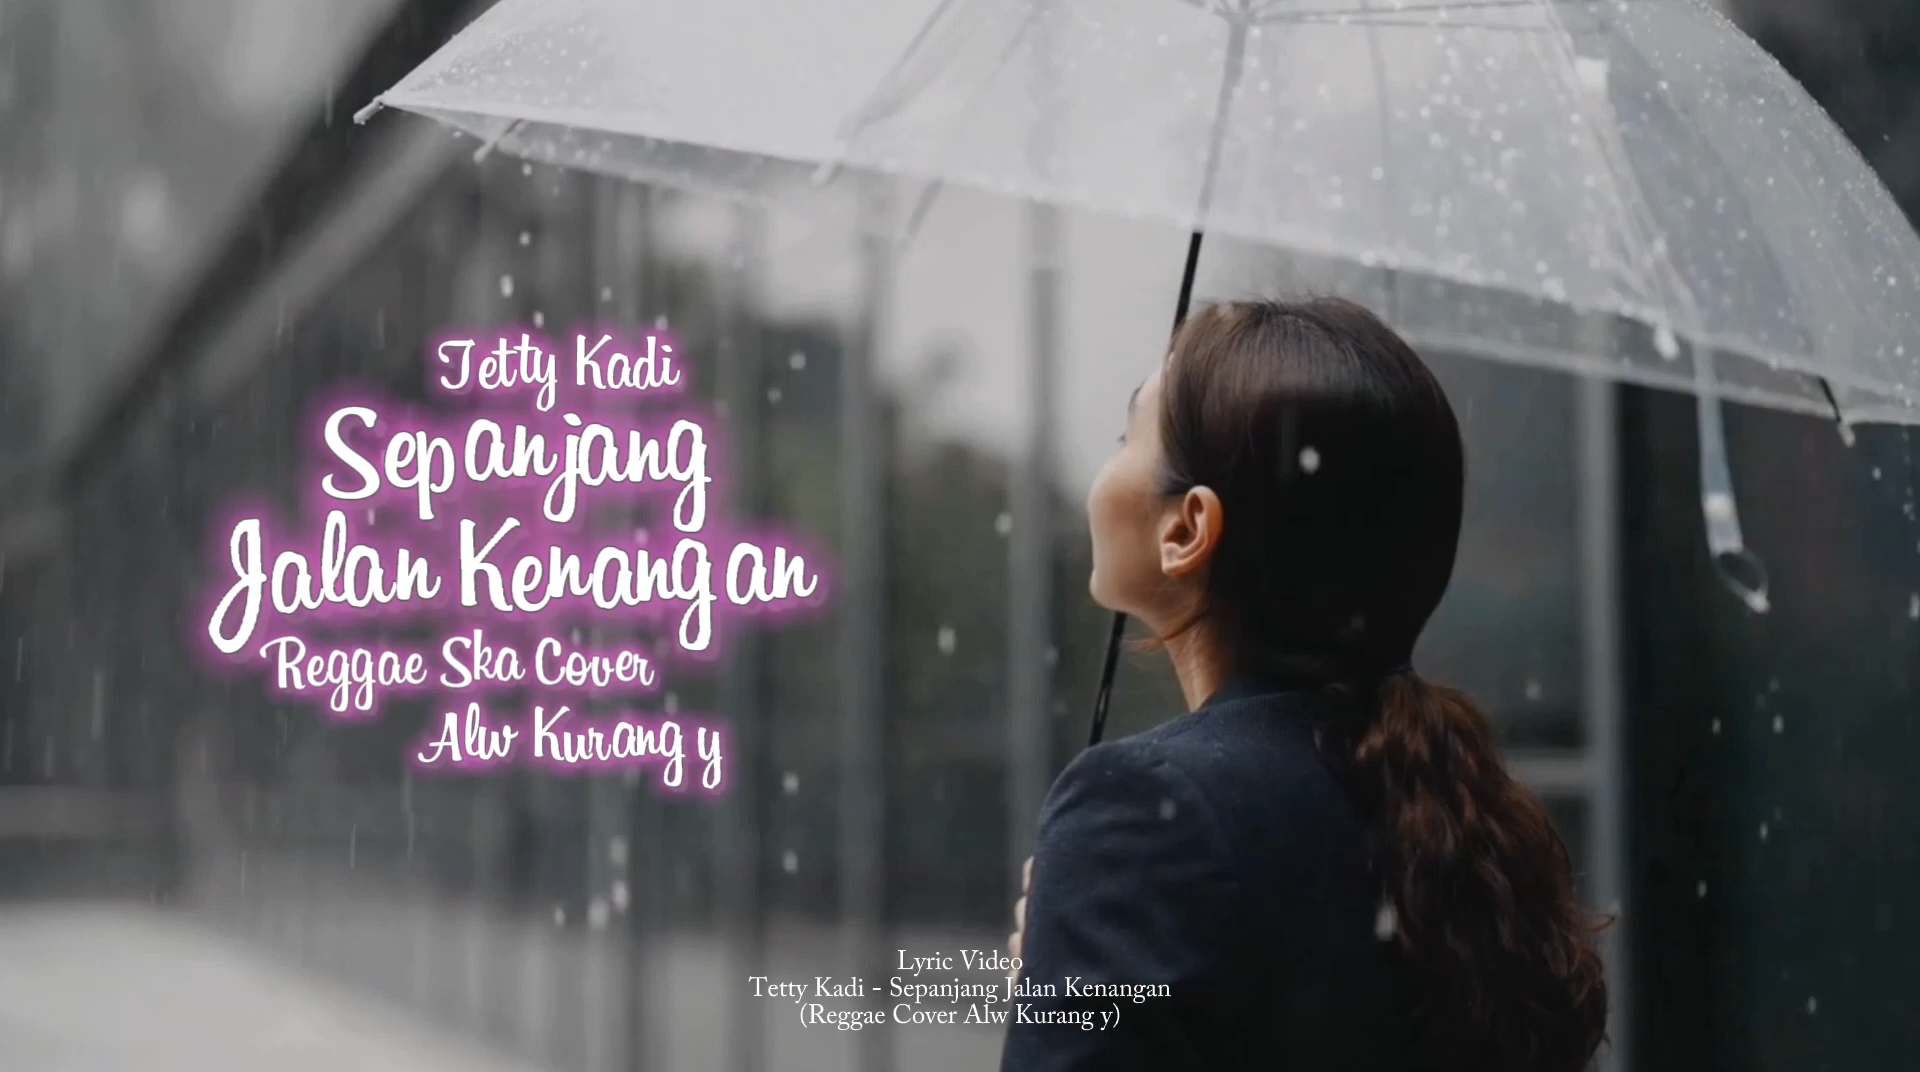 Tetty Kadi
Sepanjang
Jalan Kenangan
Reggae Ska Cover
Alw Kurang y
Lyric Video
Tetty Kadi - Sepanjang Jalan Kenangan
(Reggae Cover Alw Kurang y)